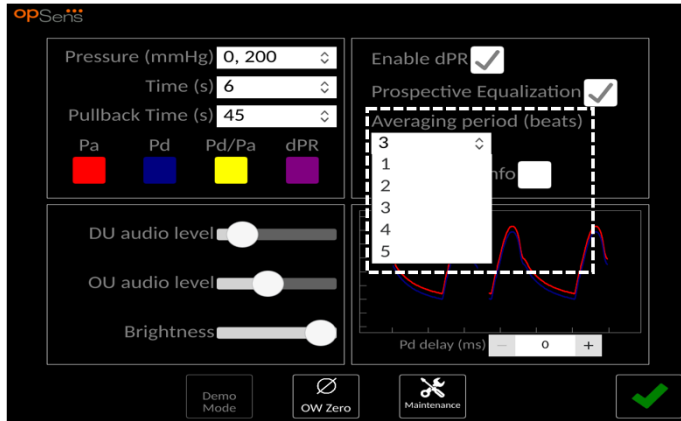 opSens
Pressure (mmHg) 0, 200
Time (s) 6
Pullback Time (s) 45
Pa Pd Pd/Pa dPR
Enable dPR
Prospective Equalization
Averaging period (beats)
3
1
2
3
4
5
DU audio level
OU audio level
Brightness
Pd delay (ms) − 0 +
Demo
Mode
OW Zero
Maintenance